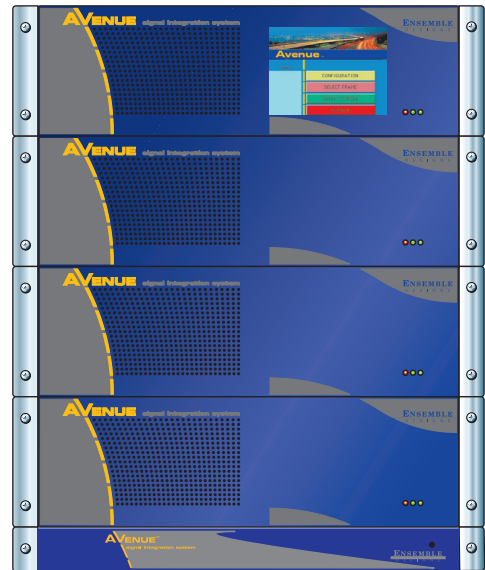 AVENUE signal integration system
ENSEMBLE
DESIGNS
Avenue
CONFIGURATION
SELECT FRAME
AVENUE signal integration system
ENSEMBLE
DESIGNS
AVENUE signal integration system
ENSEMBLE
DESIGNS
AVENUE signal integration system
ENSEMBLE
DESIGNS
AVENUE™
signal integration system
ENSEMBLE